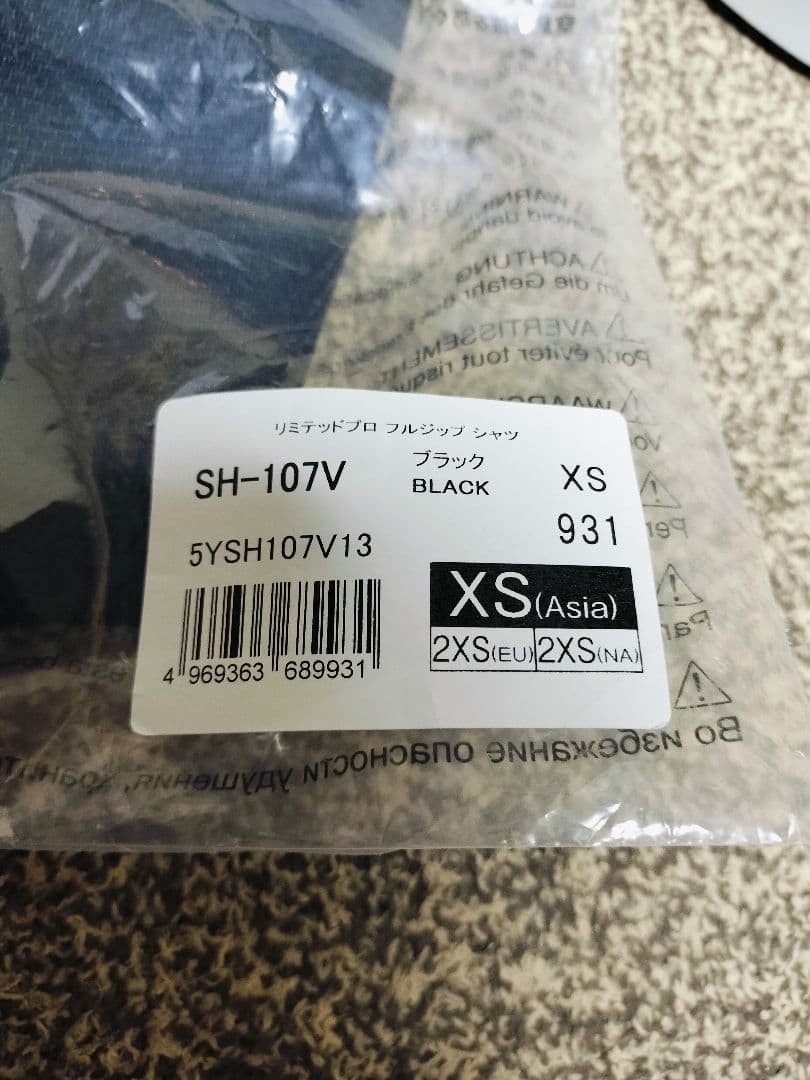 リミテッドプロ フルジップ シャツ
SH-107V
ブラック
BLACK
XS
931
5YSH107V13
XS(Asia)
2XS(EU) 2XS(NA)
4 969363 689931
ACHTUNG
Um die Gefahr
AVERTISSEMENT
Pour éviter tout risqu
Во избежание опасности удушения, храните